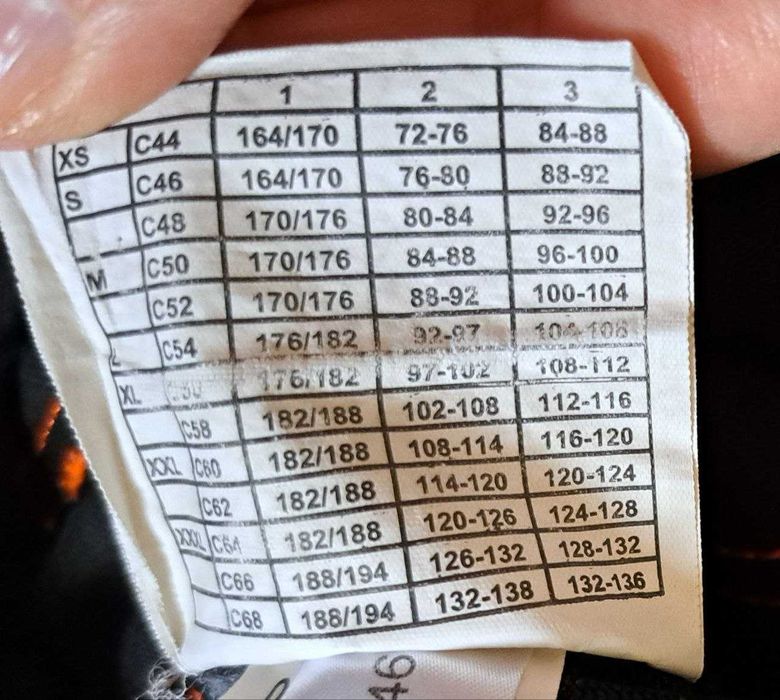 1 2 3
XS C44 164/170 72-76 84-88
S C46 164/170 76-80 88-92
C48 170/176 80-84 92-96
M C50 170/176 84-88 96-100
C52 170/176 88-92 100-104
L C54 176/182 92-97 104-108
XL 176/182 97-102 108-112
C58 182/188 102-108 112-116
XXL C60 182/188 108-114 116-120
C62 182/188 114-120 120-124
XXXL C64 182/188 120-126 124-128
C66 188/194 126-132 128-132
C68 188/194 132-138 132-136
46